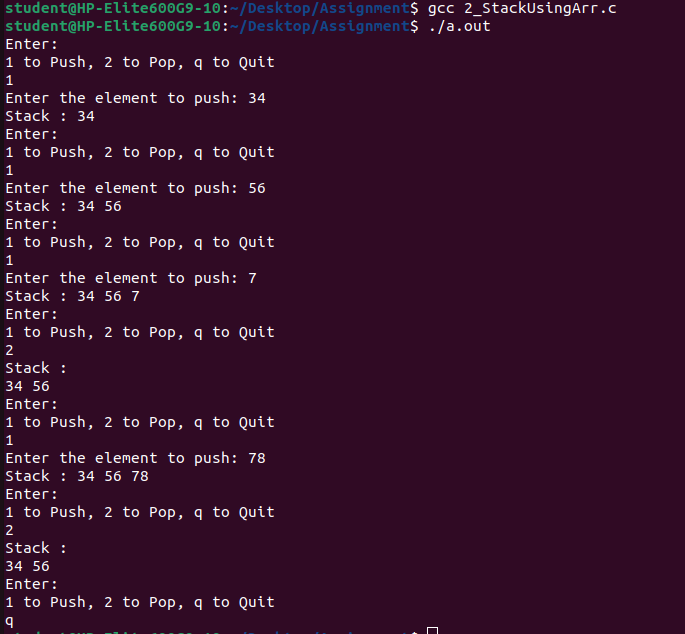 student@HP-Elite600G9-10:~/Desktop/Assignment$ gcc 2_StackUsingArr.c
student@HP-Elite600G9-10:~/Desktop/Assignment$ ./a.out
Enter:
1 to Push, 2 to Pop, q to Quit
1
Enter the element to push: 34
Stack : 34
Enter:
1 to Push, 2 to Pop, q to Quit
1
Enter the element to push: 56
Stack : 34 56
Enter:
1 to Push, 2 to Pop, q to Quit
1
Enter the element to push: 7
Stack : 34 56 7
Enter:
1 to Push, 2 to Pop, q to Quit
2
Stack :
34 56
Enter:
1 to Push, 2 to Pop, q to Quit
1
Enter the element to push: 78
Stack : 34 56 78
Enter:
1 to Push, 2 to Pop, q to Quit
2
Stack :
34 56
Enter:
1 to Push, 2 to Pop, q to Quit
q
student@HP-Elite600G9-10:~/Desktop/Assignment$